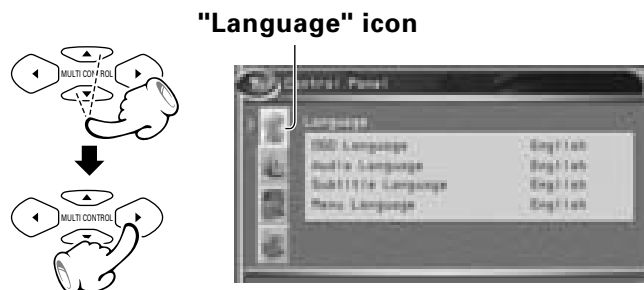 "Language" icon
MULTI CONTROL
MULTI CONTROL
Control Panel
Language
OSD Language English
Audio Language English
Subtitle Language English
Menu Language English